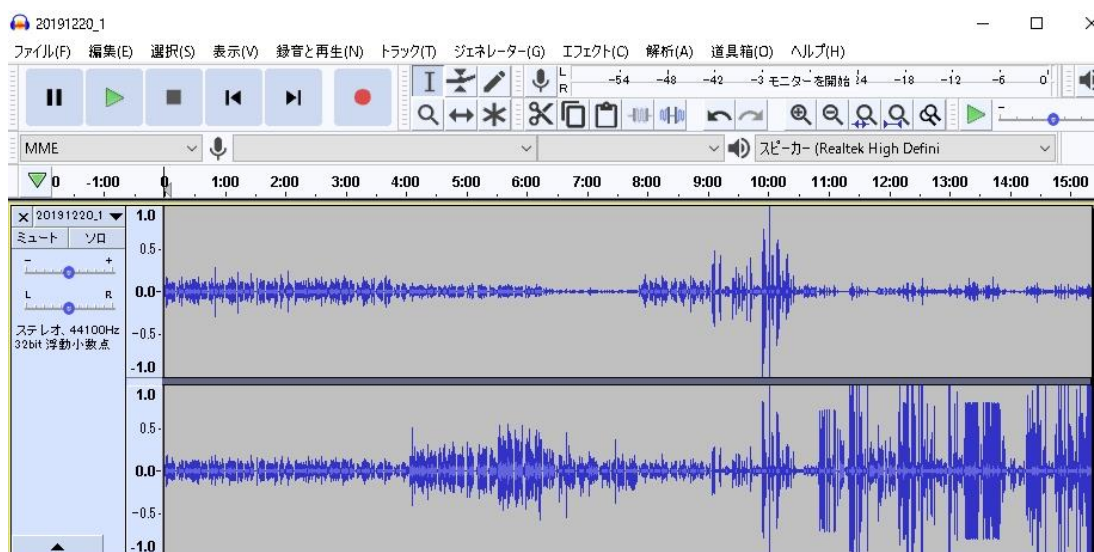 20191220_1
ファイル(F) 編集(E) 選択(S) 表示(V) 録音と再生(N) トラック(T) ジェネレーター(G) エフェクト(C) 解析(A) 道具箱(O) ヘルプ(H)
L
R
-54 -48 -42 -3 モニターを開始 !4 -18 -12 -6 0
MME スピーカー (Realtek High Defini
0 -1:00 0 1:00 2:00 3:00 4:00 5:00 6:00 7:00 8:00 9:00 10:00 11:00 12:00 13:00 14:00 15:00
× 20191220_1 ▼ 1.0
ミュート ソロ
0.5
- +
0.0
L R
ステレオ, 44100Hz
-0.5
32bit 浮動小数点
-1.0
1.0
0.5
0.0
-0.5
-1.0